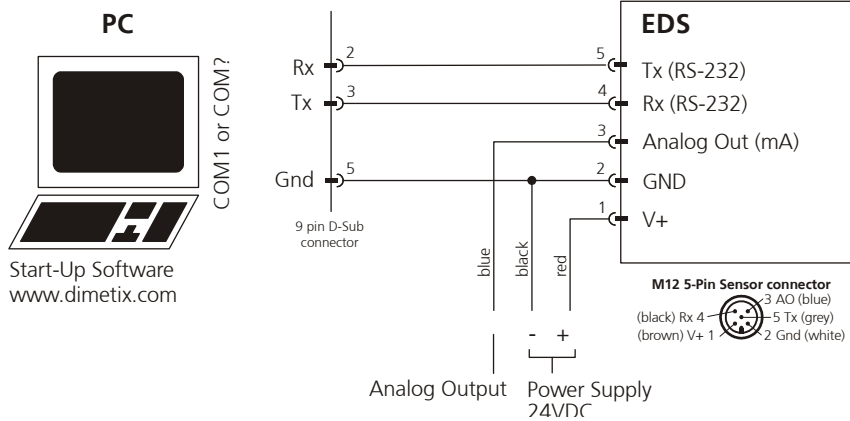 PC
COM1 or COM?
Start-Up Software
www.dimetix.com
Rx
2
Tx
3
Gnd
5
9 pin D-Sub
connector
EDS
5
Tx (RS-232)
4
Rx (RS-232)
3
Analog Out (mA)
2
GND
1
V+
blue
black
red
-
+
Analog Output
Power Supply
24VDC
M12 5-Pin Sensor connector
3 AO (blue)
(black) Rx 4
5 Tx (grey)
(brown) V+ 1
2 Gnd (white)